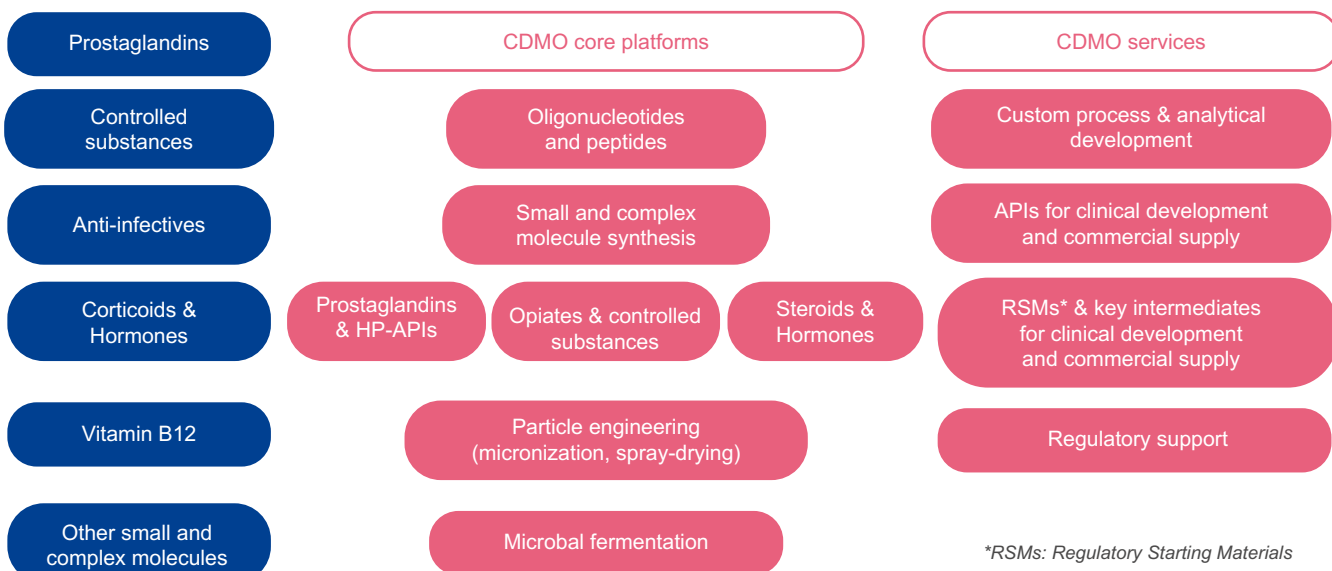 Prostaglandins
Controlled
substances
Anti-infectives
Corticoids &
Hormones
Vitamin B12
Other small and
complex molecules
CDMO core platforms
Oligonucleotides
and peptides
Small and complex
molecule synthesis
Prostaglandins
& HP-APIs
Opiates & controlled
substances
Steroids &
Hormones
Particle engineering
(micronization, spray-drying)
Microbal fermentation
CDMO services
Custom process & analytical
development
APIs for clinical development
and commercial supply
RSMs* & key intermediates
for clinical development
and commercial supply
Regulatory support
*RSMs: Regulatory Starting Materials